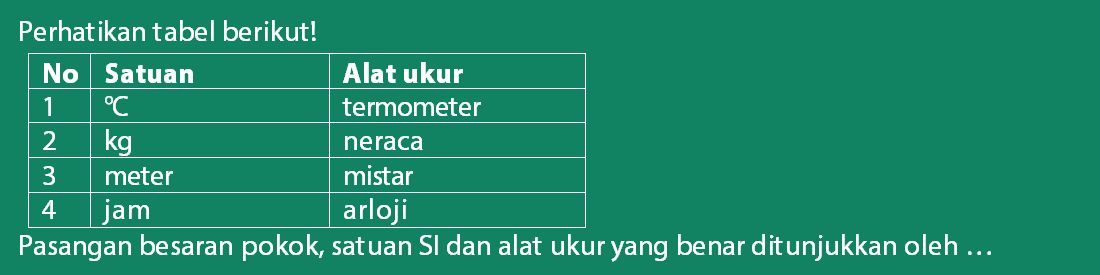 Perhatikan tabel berikut!
No Satuan Alat ukur
1 °C termometer
2 kg neraca
3 meter mistar
4 jam arloji
Pasangan besaran pokok, satuan SI dan alat ukur yang benar ditunjukkan oleh …